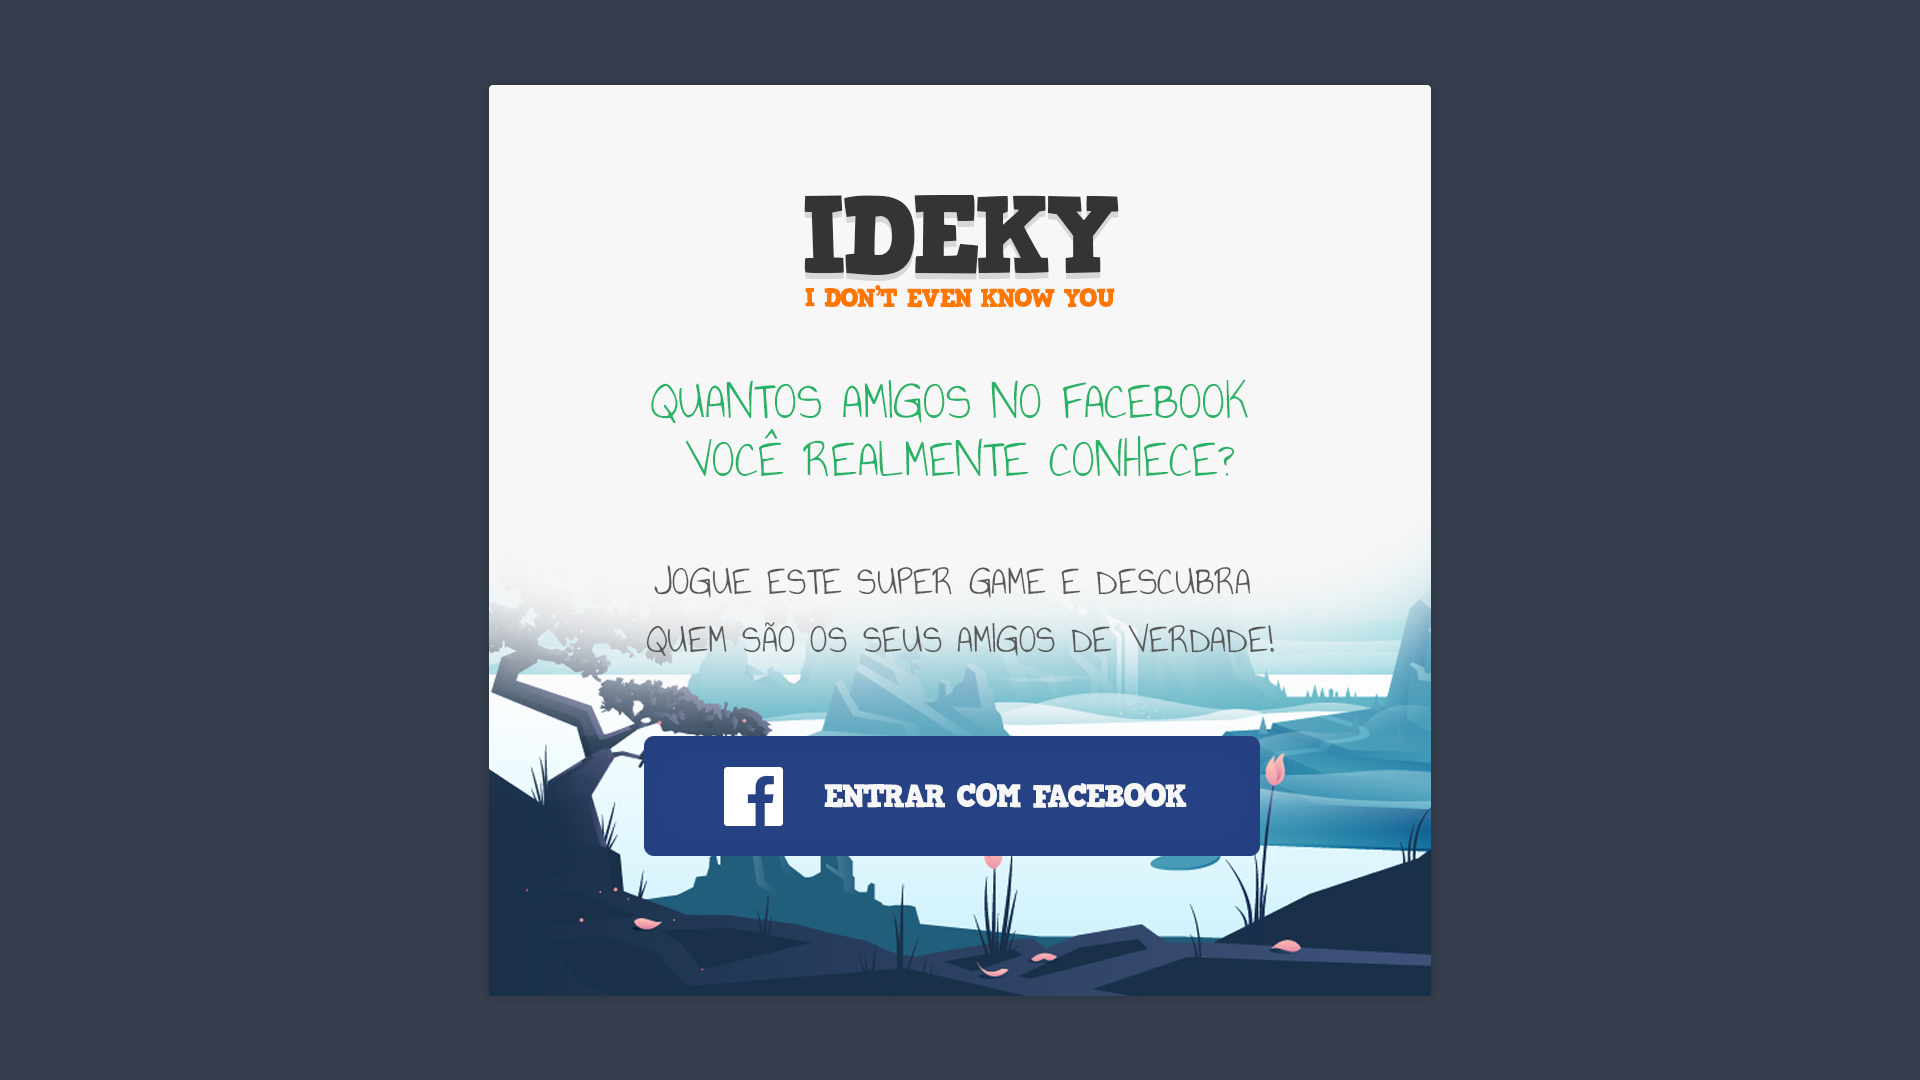 IDEKY
I DON'T EVEN KNOW YOU
QUANTOS AMIGOS NO FACEBOOK
VOCÊ REALMENTE CONHECE?
JOGUE ESTE SUPER GAME E DESCUBRA
QUEM SÃO OS SEUS AMIGOS DE VERDADE!
ENTRAR COM FACEBOOK